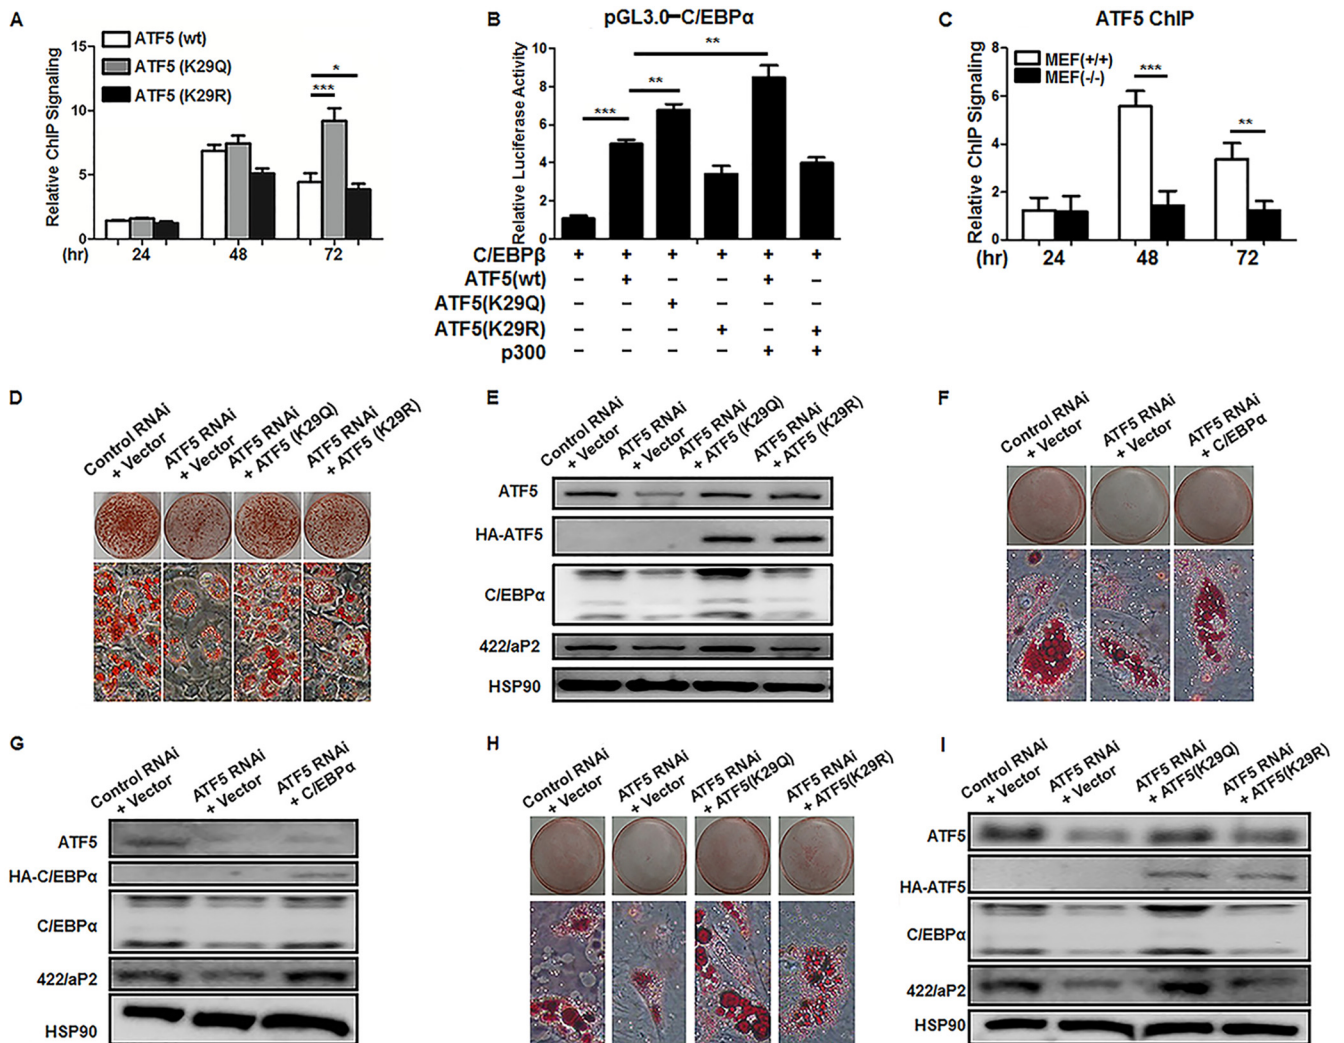 A
Relative ChIP Signaling
15
10
5
0
ATF5 (wt)
ATF5 (K29Q)
ATF5 (K29R)
*
***
(hr) 24 48 72
B
pGL3.0–C/EBPα
Relative Luciferase Activity
10
8
6
4
2
0
***
**
**
C/EBPβ + + + + + +
ATF5(wt) – + – – + –
ATF5(K29Q) – – + – – –
ATF5(K29R) – – – + – +
p300 – – – – + +
C
ATF5 ChIP
Relative ChIP Signaling
8
6
4
2
0
MEF(+/+)
MEF(-/-)
***
**
(hr) 24 48 72
D
Control RNAi
+ Vector
ATF5 RNAi
+ Vector
ATF5 RNAi
+ ATF5 (K29Q)
ATF5 RNAi
+ ATF5 (K29R)
E
Control RNAi
+ Vector
ATF5 RNAi
+ Vector
ATF5 RNAi
+ ATF5 (K29Q)
ATF5 RNAi
+ ATF5 (K29R)
ATF5
HA-ATF5
C/EBPα
422/aP2
HSP90
F
Control RNAi
+ Vector
ATF5 RNAi
+ Vector
ATF5 RNAi
+ C/EBPα
G
Control RNAi
+ Vector
ATF5 RNAi
+ Vector
ATF5 RNAi
+ C/EBPα
ATF5
HA-C/EBPα
C/EBPα
422/aP2
HSP90
H
Control RNAi
+ Vector
ATF5 RNAi
+ Vector
ATF5 RNAi
+ ATF5(K29Q)
ATF5 RNAi
+ ATF5(K29R)
I
Control RNAi
+ Vector
ATF5 RNAi
+ Vector
ATF5 RNAi
+ ATF5(K29Q)
ATF5 RNAi
+ ATF5(K29R)
ATF5
HA-ATF5
C/EBPα
422/aP2
HSP90